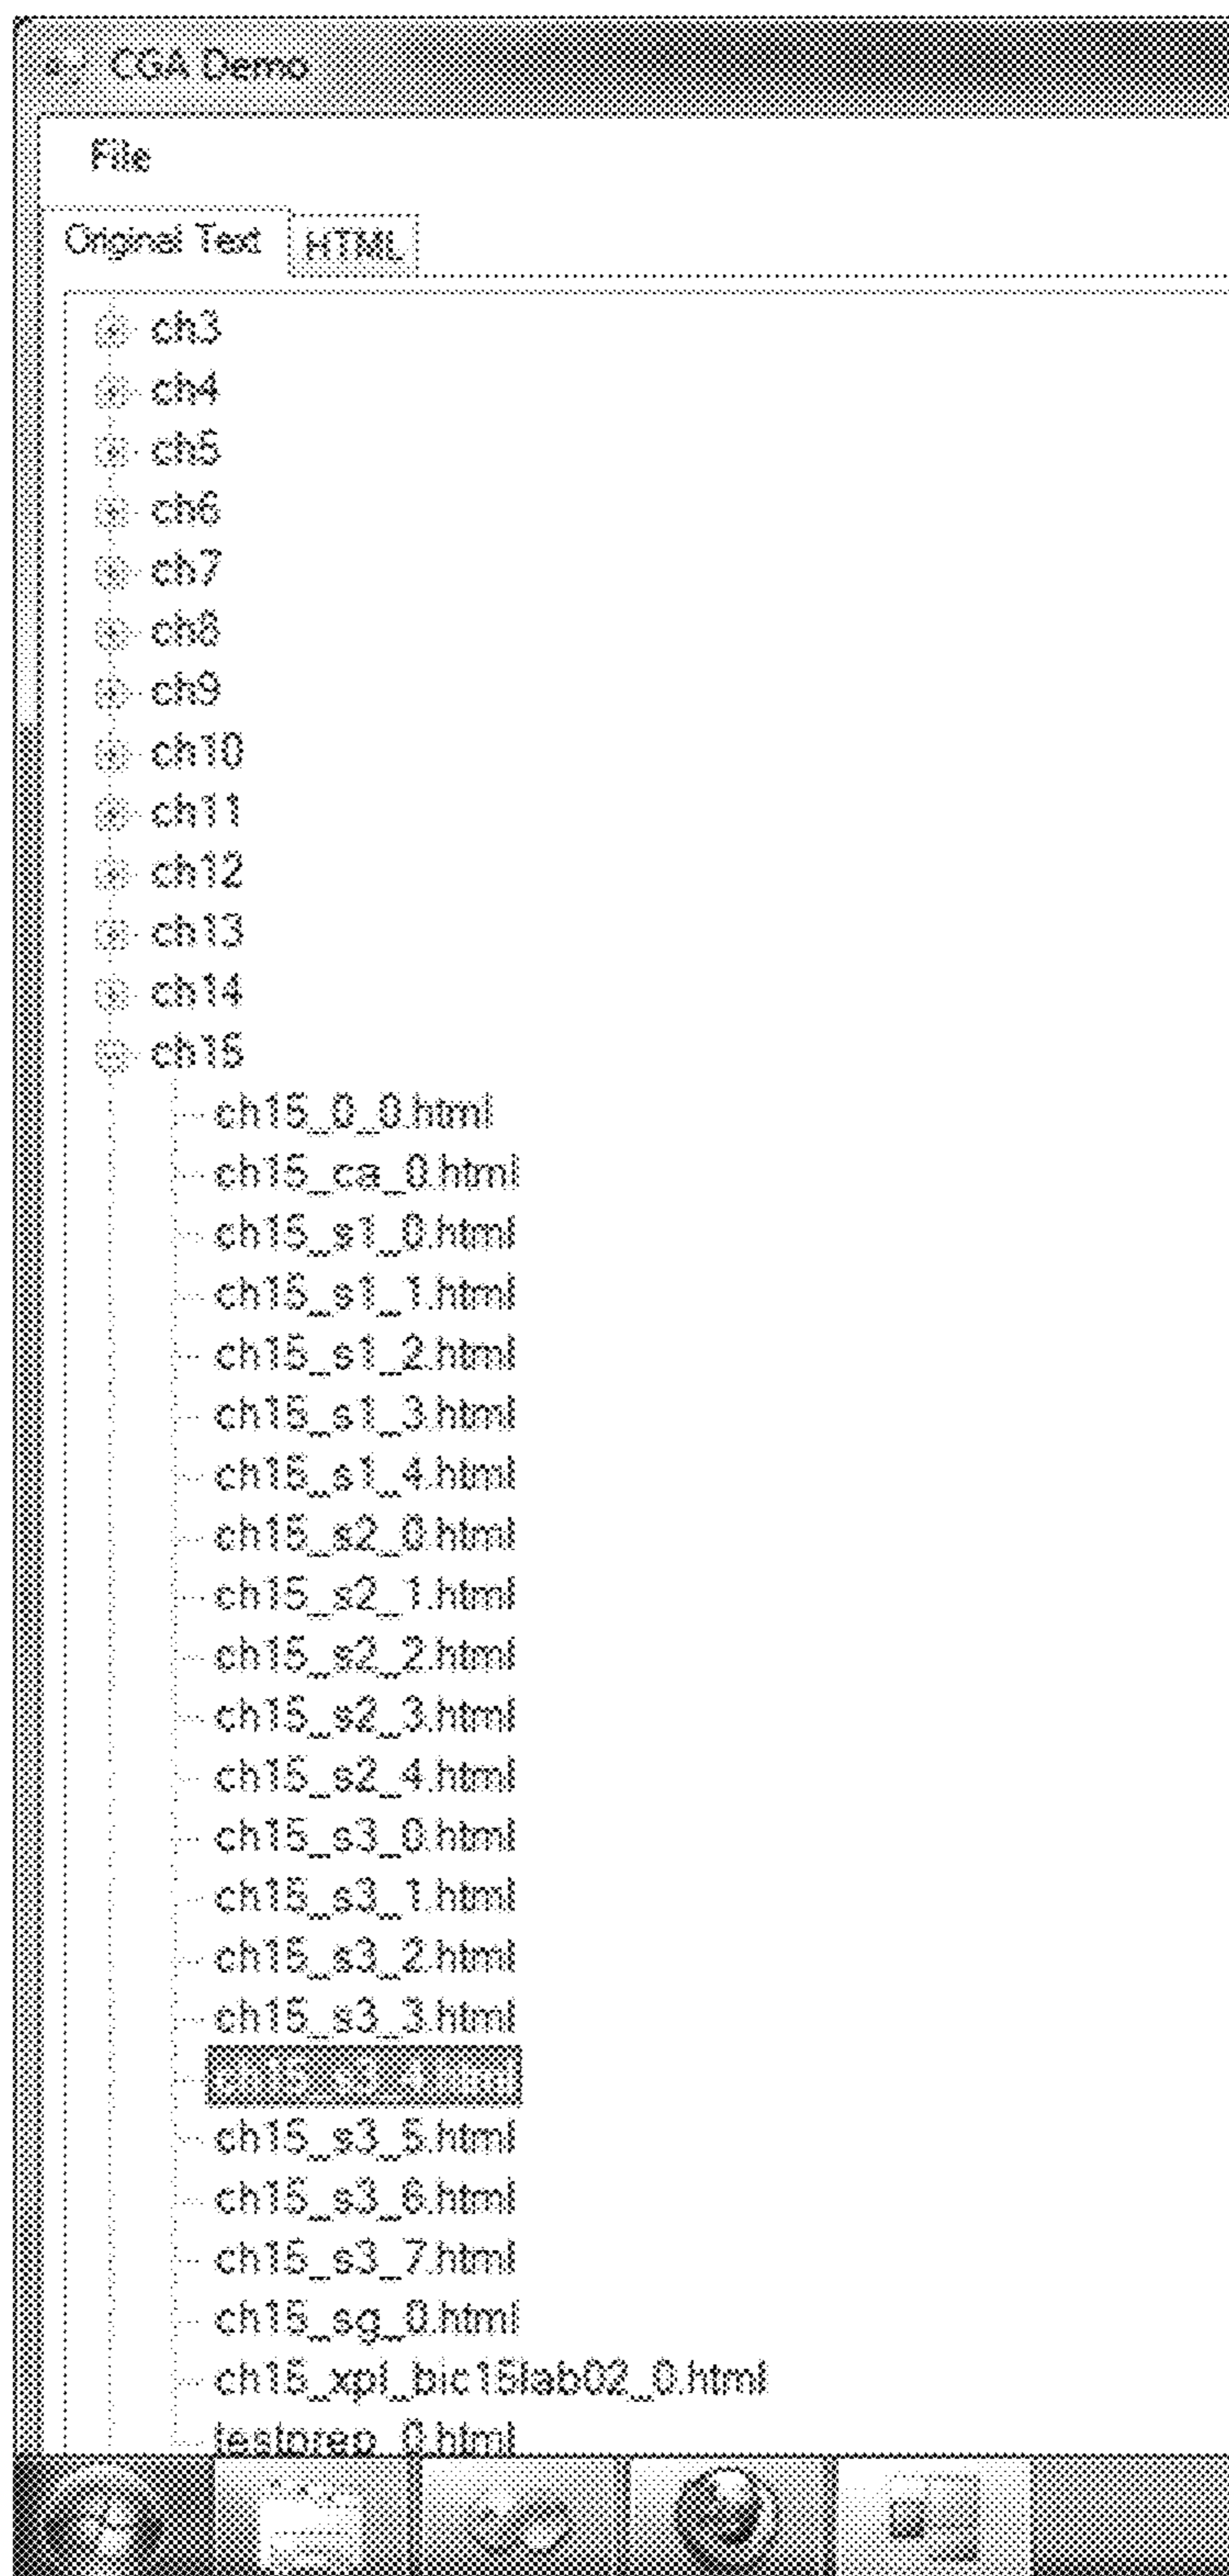 CGA Demo
File
Original Text HTML
ch3
ch4
ch5
ch6
ch7
ch8
ch9
ch10
ch11
ch12
ch13
ch14
ch15
ch15_0_0.html
ch15_ca_0.html
ch15_s1_0.html
ch15_s1_1.html
ch15_s1_2.html
ch15_s1_3.html
ch15_s1_4.html
ch15_s2_0.html
ch15_s2_1.html
ch15_s2_2.html
ch15_s2_3.html
ch15_s2_4.html
ch15_s3_0.html
ch15_s3_1.html
ch15_s3_2.html
ch15_s3_3.html
ch15_s3_4.html
ch15_s3_5.html
ch15_s3_6.html
ch15_s3_7.html
ch15_sg_0.html
ch15_xpl_bic15lab02_0.html
testprep_0.html